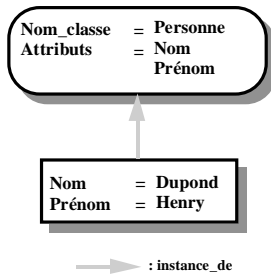 Nom_classe = Personne
Attributs = Nom
Prénom
Nom = Dupond
Prénom = Henry
: instance_de